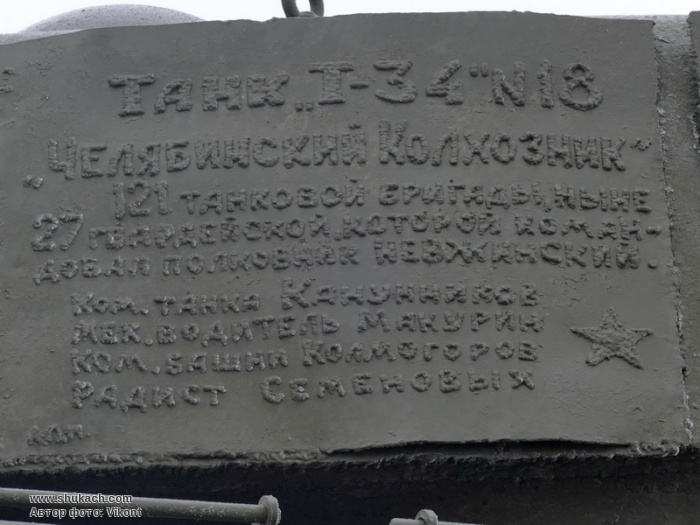 Танк „Т-34" N 18
„Челябинский Колхозник"
121 танковой бригады, ныне
27 гвардейской, которой коман-
довал полковник Невжинский.
Ком. танка Канунников
Мех. водитель Макурин
Ком. башни Колмогоров
Радист Семеновых
www.shukach.com
Автор фото: Vikont